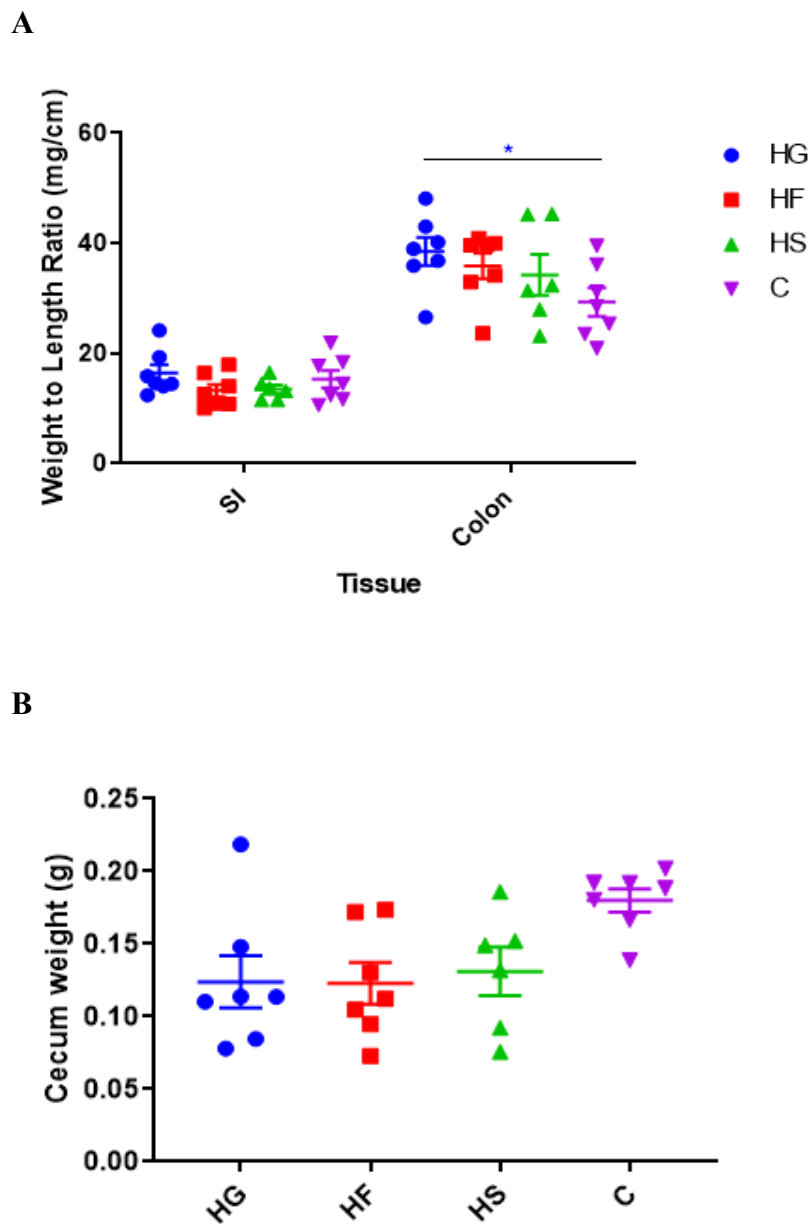 A
Weight to Length Ratio (mg/cm)
60
40
20
0
*
HG
HF
HS
C
SI
Colon
Tissue
B
Cecum weight (g)
0.25
0.20
0.15
0.10
0.05
0.00
HG
HF
HS
C